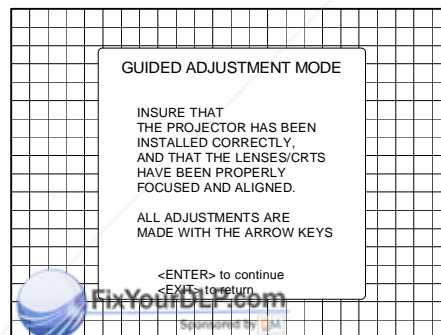 GUIDED ADJUSTMENT MODE
INSURE THAT
THE PROJECTOR HAS BEEN
INSTALLED CORRECTLY,
AND THAT THE LENSES/CRTS
HAVE BEEN PROPERLY
FOCUSED AND ALIGNED.
ALL ADJUSTMENTS ARE
MADE WITH THE ARROW KEYS
<ENTER> to continue
<EXIT> to return
FixYourDLP.com
Sponsored by